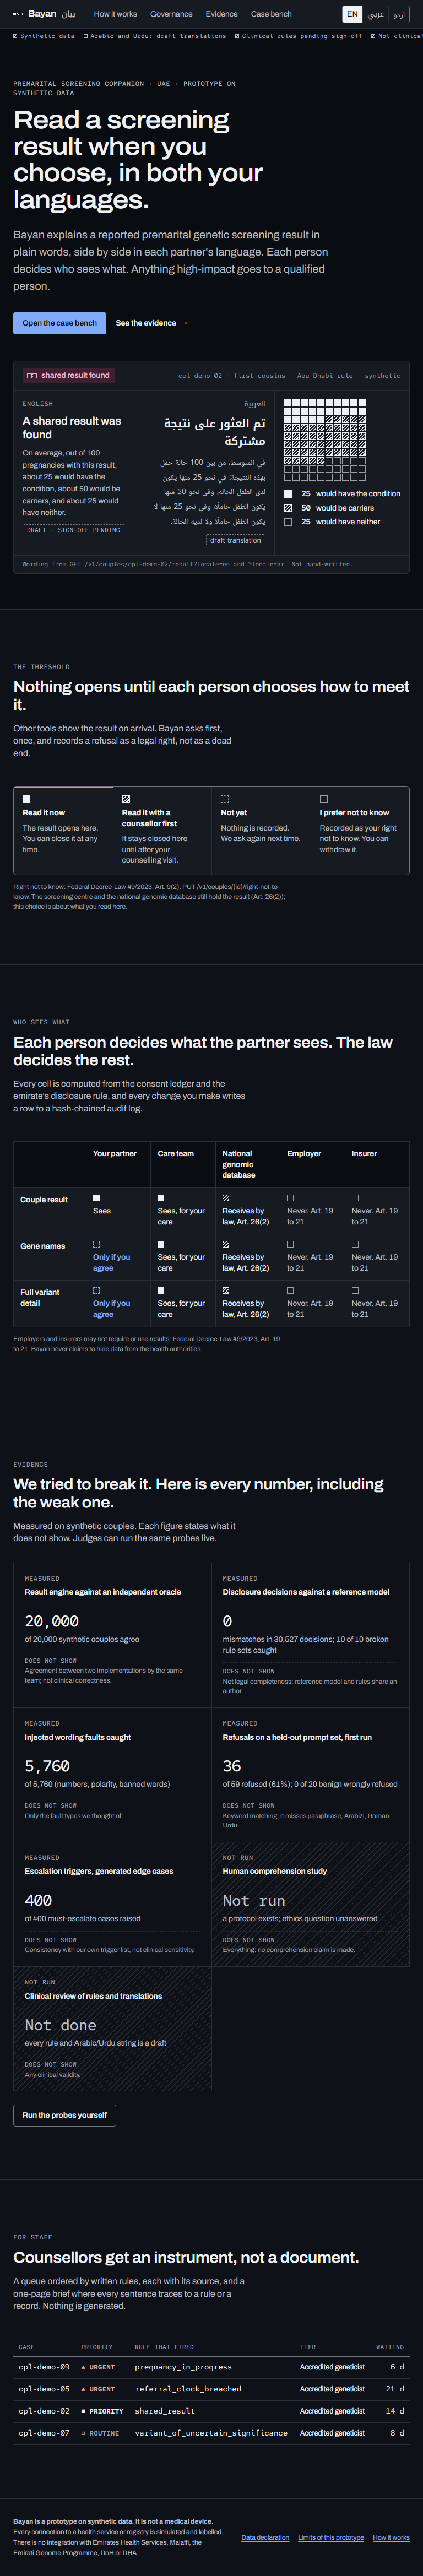 Bayan بيان How it works Governance Evidence Case bench EN عربي اردو
Synthetic data Arabic and Urdu: draft translations Clinical rules pending sign-off
PREMARITAL SCREENING COMPANION · UAE · PROTOTYPE ON
SYNTHETIC DATA
Read a screening
result when you
choose, in both your
languages.
Bayan explains a reported premarital genetic screening result in
plain words, side by side in each partner's language. Each person
decides who sees what. Anything high-impact goes to a qualified
person.
Open the case bench See the evidence →
shared result found cpl-demo-02 · first cousins · Abu Dhabi rule · synthetic
ENGLISH
A shared result was
found
On average, out of 100
pregnancies with this result,
about 25 would have the
condition, about 50 would be
carriers, and about 25 would
have neither.
DRAFT · SIGN-OFF PENDING
العربية
تم العثور على نتيجة
مشتركة
في المتوسط، من بين 100 حالة حمل
بهذه النتيجة: في نحو 25 منها يكون
لدى الطفل الحالة، وفي نحو 50 منها
يكون الطفل حاملًا، وفي نحو 25 منها لا
يكون الطفل حاملًا ولا لديه الحالة.
draft translation
25 would have the condition
50 would be carriers
25 would have neither
Wording from GET /v1/couples/cpl-demo-02/result?locale=en and ?locale=ar. Not hand-written.
THE THRESHOLD
Nothing opens until each person chooses how to meet
it.
Other tools show the result on arrival. Bayan asks first,
once, and records a refusal as a legal right, not as a dead
end.
Read it now
The result opens here.
You can close it at any
time.
Read it with a
counsellor first
It stays closed here
until after your
counselling visit.
Not yet
Nothing is recorded.
We ask again next time.
I prefer not to know
Recorded as your right
not to know. You can
withdraw it.
Right not to know: Federal Decree-Law 49/2023, Art. 9(2). PUT /v1/couples/{id}/right-not-to-
know. The screening centre and the national genomic database still hold the result (Art. 26(2));
this choice is about what you read here.
WHO SEES WHAT
Each person decides what the partner sees. The law
decides the rest.
Every cell is computed from the consent ledger and the
emirate's disclosure rule, and every change you make writes
a row to a hash-chained audit log.
Your partner Care team National genomic database Employer Insurer
Couple result Sees Sees, for your care Receives by law, Art. 26(2) Never. Art. 19 to 21 Never. Art. 19 to 21
Gene names Only if you agree Sees, for your care Receives by law, Art. 26(2) Never. Art. 19 to 21 Never. Art. 19 to 21
Full variant detail Only if you agree Sees, for your care Receives by law, Art. 26(2) Never. Art. 19 to 21 Never. Art. 19 to 21
Employers and insurers may not require or use results: Federal Decree-Law 49/2023, Art. 19
to 21. Bayan never claims to hide data from the health authorities.
EVIDENCE
We tried to break it. Here is every number, including
the weak one.
Measured on synthetic couples. Each figure states what it
does not show. Judges can run the same probes live.
MEASURED
Result engine against an independent oracle
20,000
of 20,000 synthetic couples agree
DOES NOT SHOW
Agreement between two implementations by the same
team; not clinical correctness.
MEASURED
Disclosure decisions against a reference model
0
mismatches in 30,527 decisions; 10 of 10 broken
rule sets caught
DOES NOT SHOW
Not legal completeness; reference model and rules share an
author.
MEASURED
Injected wording faults caught
5,760
of 5,760 (numbers, polarity, banned words)
DOES NOT SHOW
Only the fault types we thought of.
MEASURED
Refusals on a held-out prompt set, first run
36
of 59 refused (61%); 0 of 20 benign wrongly refused
DOES NOT SHOW
Keyword matching. It misses paraphrase, Arabizi, Roman
Urdu.
MEASURED
Escalation triggers, generated edge cases
400
of 400 must-escalate cases raised
DOES NOT SHOW
Consistency with our own trigger list, not clinical sensitivity.
NOT RUN
Human comprehension study
Not run
a protocol exists; ethics question unanswered
DOES NOT SHOW
Everything: no comprehension claim is made.
NOT RUN
Clinical review of rules and translations
Not done
every rule and Arabic/Urdu string is a draft
DOES NOT SHOW
Any clinical validity.
Run the probes yourself
FOR STAFF
Counsellors get an instrument, not a document.
A queue ordered by written rules, each with its code, and a
one-page brief where every sentence traces to a rule or a
record. Nothing is generated.
CASE PRIORITY RULE THAT FIRED TIER WAITING
cpl-demo-09 ▲ URGENT pregnancy_in_progress Accredited geneticist 6 d
cpl-demo-05 ▲ URGENT referral_clock_breached Accredited geneticist 21 d
cpl-demo-02 ■ PRIORITY shared_result Accredited geneticist 14 d
cpl-demo-07 □ ROUTINE variant_of_uncertain_significance Accredited geneticist 8 d
Bayan is a prototype on synthetic data. It is not a medical device.
Every connection to a health service or registry is simulated and labelled.
There is no integration with Emirates Health Services, Malaffi, the
Emirati Genome Programme, DoH or DHA.
Data declaration Limits of this prototype How it works